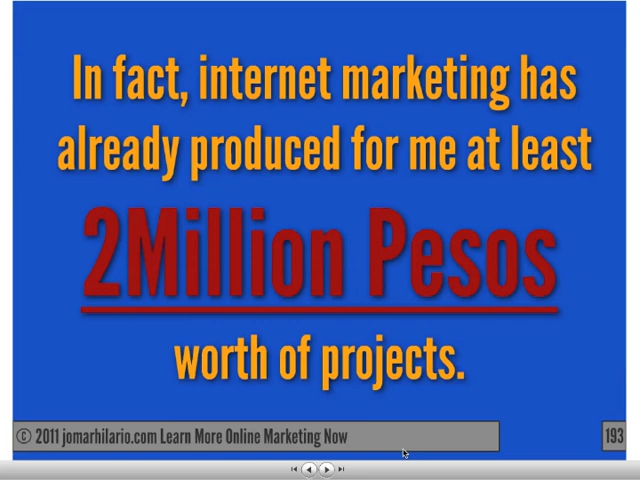 In fact, internet marketing has
already produced for me at least
2Million Pesos
worth of projects.
© 2011 jomarhilario.com Learn More Online Marketing Now
193